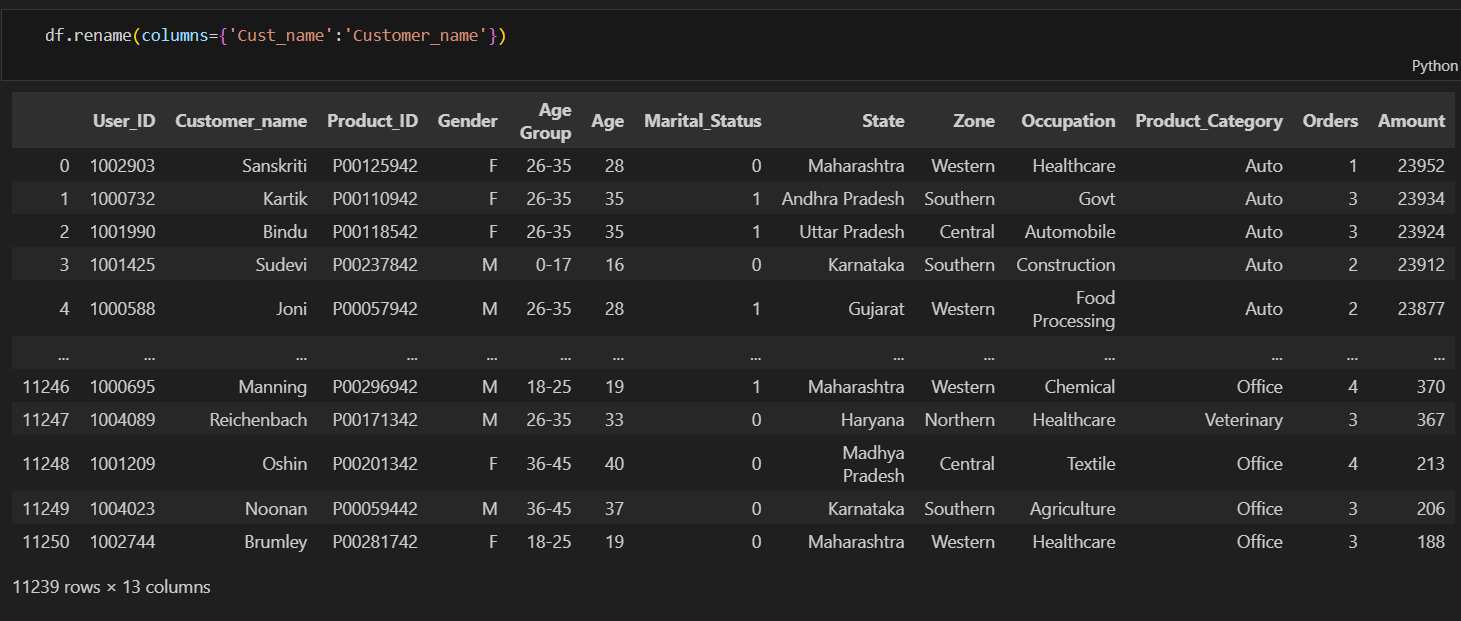 df.rename(columns={'Cust_name':'Customer_name'})
Python
User_ID Customer_name Product_ID Gender Age Group Age Marital_Status State Zone Occupation Product_Category Orders Amount
0 1002903 Sanskriti P00125942 F 26-35 28 0 Maharashtra Western Healthcare Auto 1 23952
1 1000732 Kartik P00110942 F 26-35 35 1 Andhra Pradesh Southern Govt Auto 3 23934
2 1001990 Bindu P00118542 F 26-35 35 1 Uttar Pradesh Central Automobile Auto 3 23924
3 1001425 Sudevi P00237842 M 0-17 16 0 Karnataka Southern Construction Auto 2 23912
4 1000588 Joni P00057942 M 26-35 28 1 Gujarat Western Food Processing Auto 2 23877
... ... ... ... ... ... ... ... ... ... ... ... ... ...
11246 1000695 Manning P00296942 M 18-25 19 1 Maharashtra Western Chemical Office 4 370
11247 1004089 Reichenbach P00171342 M 26-35 33 0 Haryana Northern Healthcare Veterinary 3 367
11248 1001209 Oshin P00201342 F 36-45 40 0 Madhya Pradesh Central Textile Office 4 213
11249 1004023 Noonan P00059442 M 36-45 37 0 Karnataka Southern Agriculture Office 3 206
11250 1002744 Brumley P00281742 F 18-25 19 0 Maharashtra Western Healthcare Office 3 188
11239 rows × 13 columns